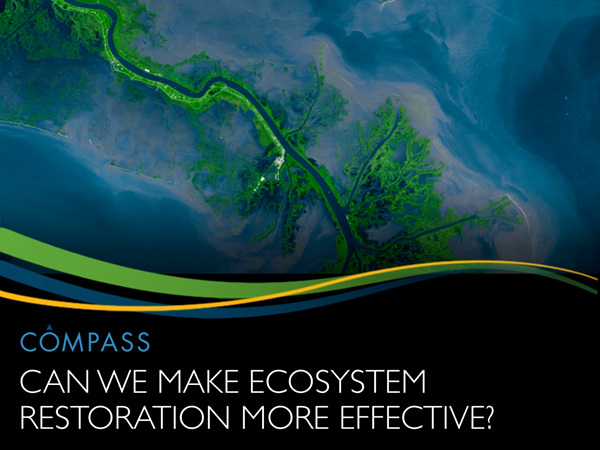 COMPASS
CAN WE MAKE ECOSYSTEM
RESTORATION MORE EFFECTIVE?